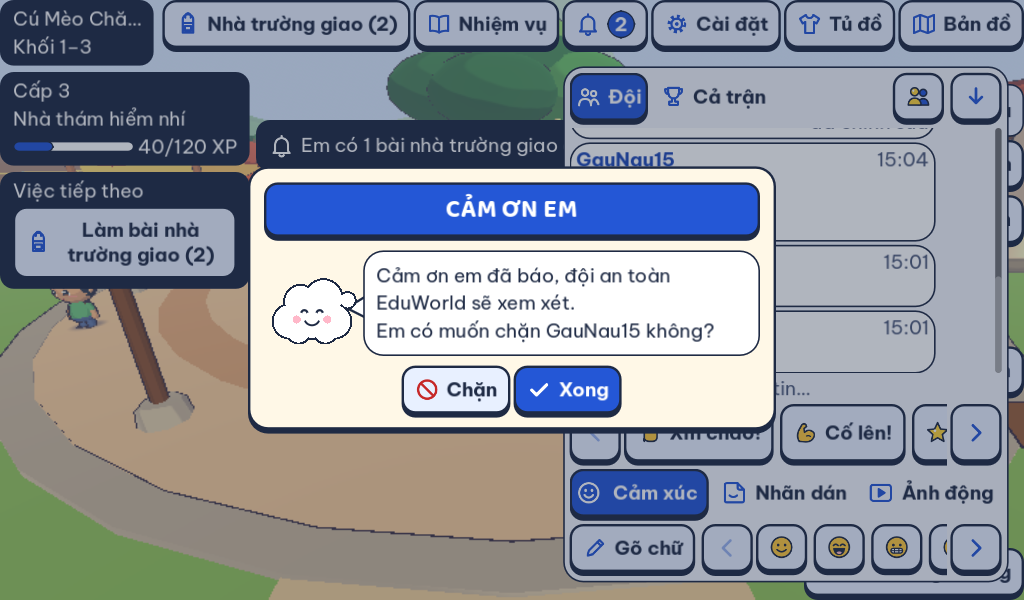 Cú Mèo Chă...
Khối 1–3
Nhà trường giao (2)
Nhiệm vụ
2
Cài đặt
Tủ đồ
Bản đồ
Cấp 3
Nhà thám hiểm nhí
40/120 XP
Việc tiếp theo
Làm bài nhà
trường giao (2)
Em có 1 bài nhà trường giao
Đội
Cả trận
GauNau15
15:04
15:01
15:01
CẢM ƠN EM
Cảm ơn em đã báo, đội an toàn
EduWorld sẽ xem xét.
Em có muốn chặn GauNau15 không?
Chặn
Xong
tin...
Xin chào!
Cố lên!
Cảm xúc
Nhãn dán
Ảnh động
Gõ chữ